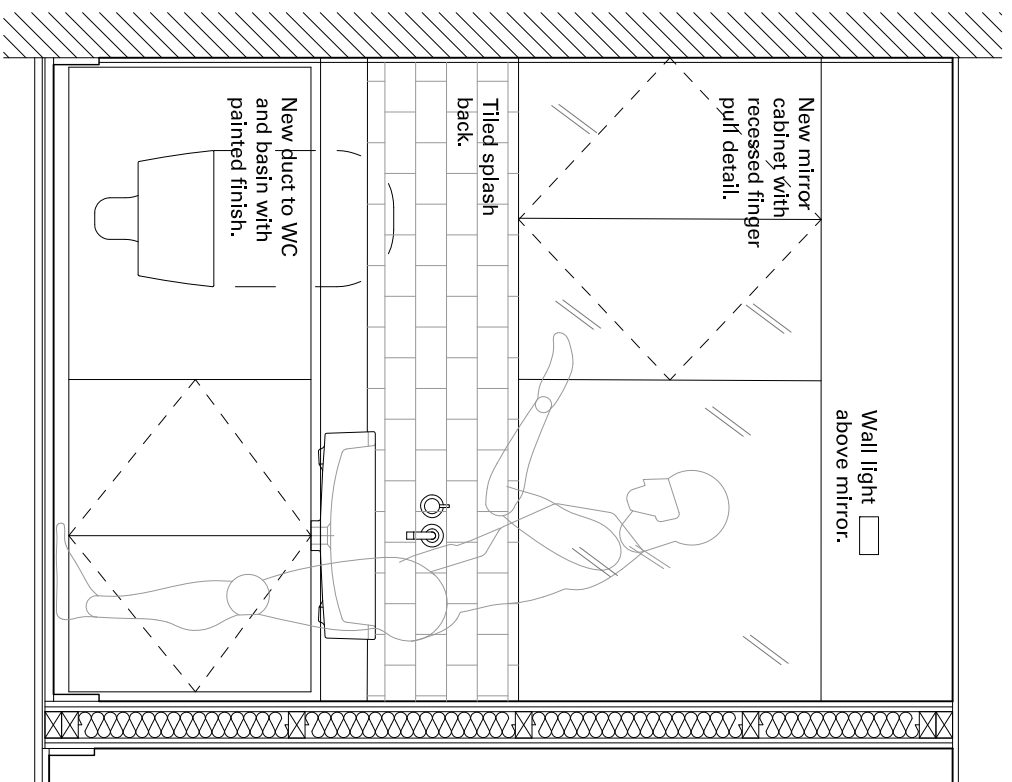 New mirror
cabinet with
recessed finger
pull detail.
Wall light
above mirror.
Tiled splash
back.
New duct to WC
and basin with
painted finish.